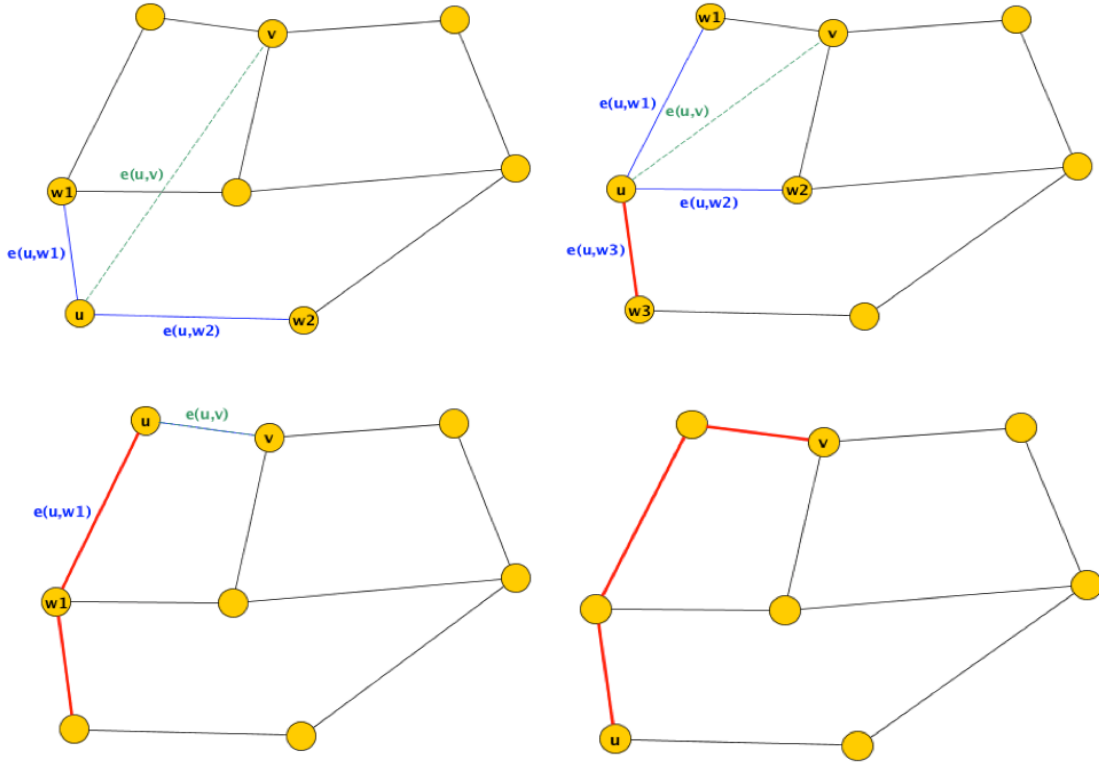 v
e(u,v)
w1
e(u,w1)
u
e(u,w2)
w2
w1
v
e(u,w1)
e(u,v)
u
e(u,w2)
w2
e(u,w3)
w3
u
e(u,v)
v
e(u,w1)
w1
v
u